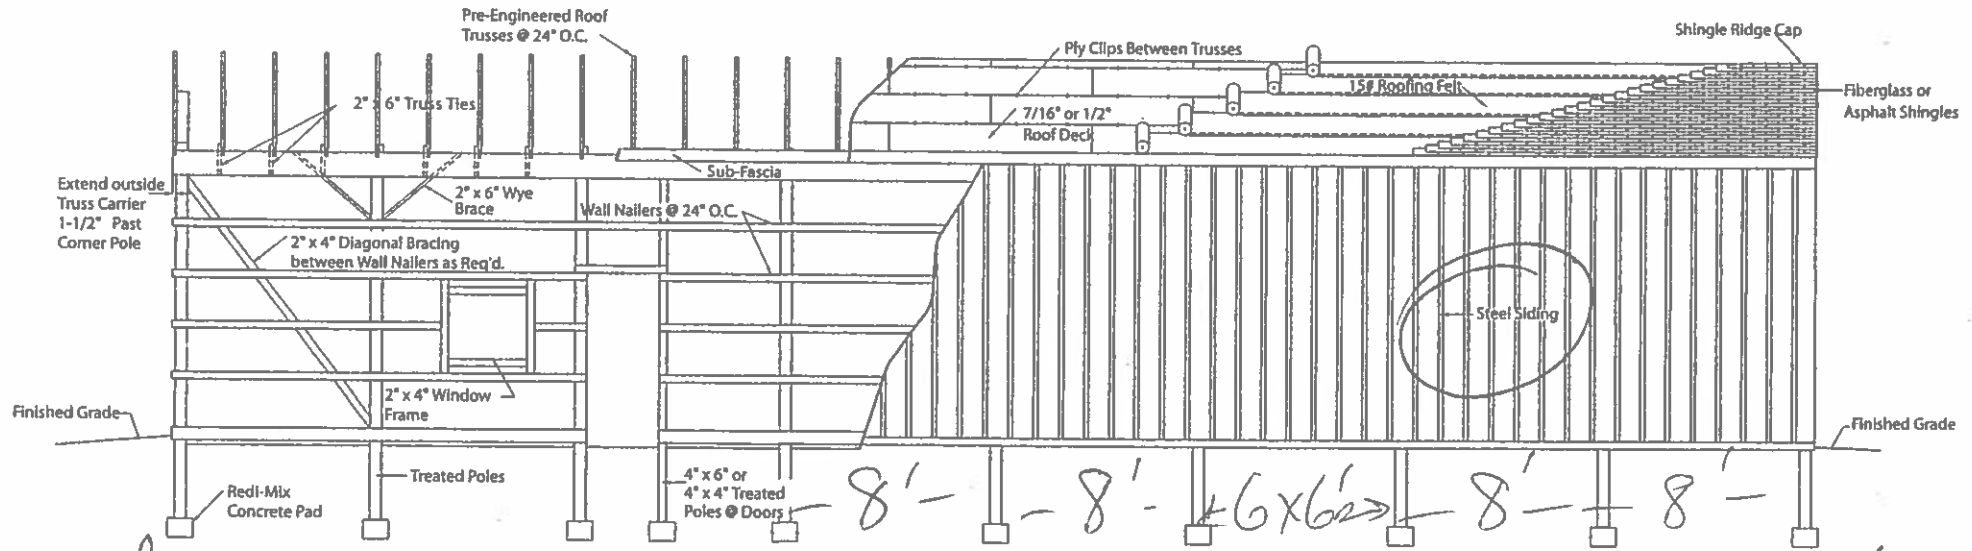 Pre-Engineered Roof
Trusses @ 24" O.C.
Shingle Ridge Cap
Ply Clips Between Trusses
2" x 6" Truss Ties
15# Roofing Felt
Fiberglass or
Asphalt Shingles
7/16" or 1/2"
Roof Deck
Sub-Fascia
Extend outside
Truss Carrier
1-1/2" Past
Corner Pole
2" x 6" Wye
Brace
Wall Nailers @ 24" O.C.
2" x 4" Diagonal Bracing
between Wall Nailers as Req'd.
Steel Siding
2" x 4" Window
Frame
Finished Grade
Finished Grade
Treated Poles
4" x 6" or
4" x 4" Treated
Poles @ Doors
Redi-Mix
Concrete Pad
8' 8' 6x6 8' 8'